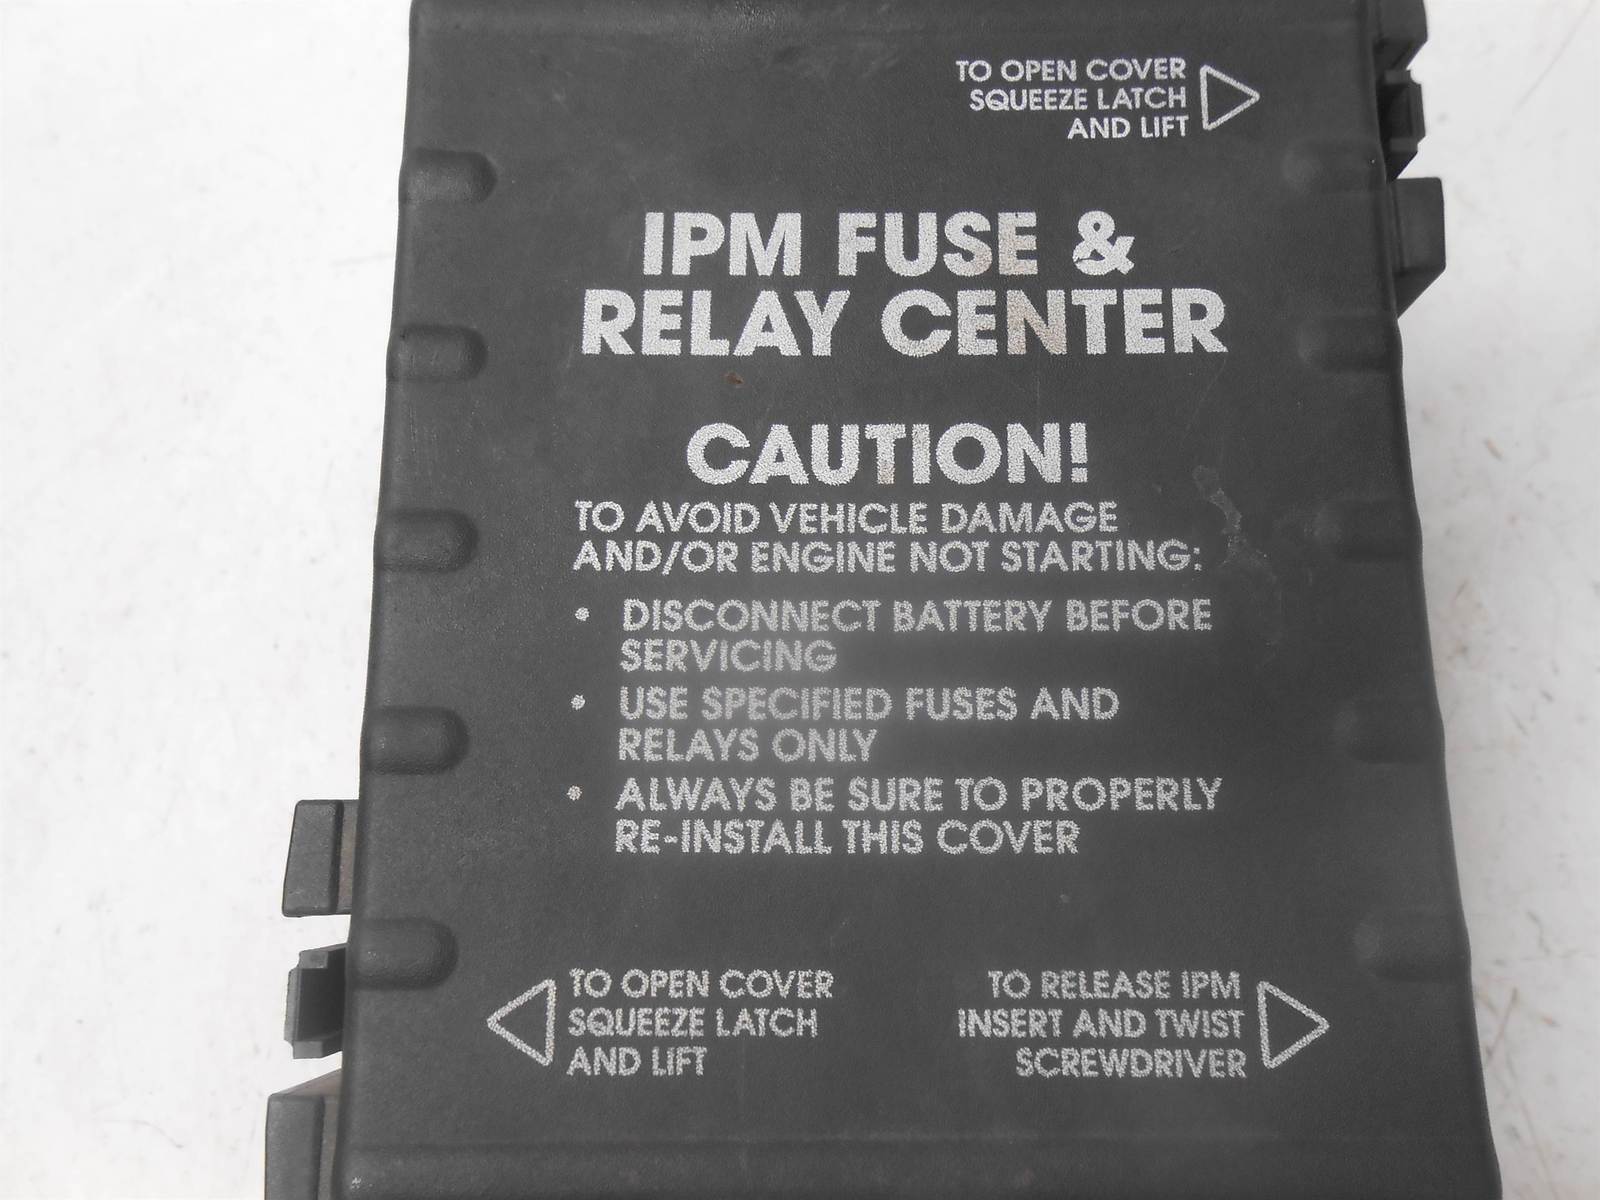 TO OPEN COVER
SQUEEZE LATCH
AND LIFT
IPM FUSE &
RELAY CENTER
CAUTION!
TO AVOID VEHICLE DAMAGE
AND/OR ENGINE NOT STARTING:
• DISCONNECT BATTERY BEFORE
SERVICING
• USE SPECIFIED FUSES AND
RELAYS ONLY
• ALWAYS BE SURE TO PROPERLY
RE-INSTALL THIS COVER
TO OPEN COVER
SQUEEZE LATCH
AND LIFT
TO RELEASE IPM
INSERT AND TWIST
SCREWDRIVER